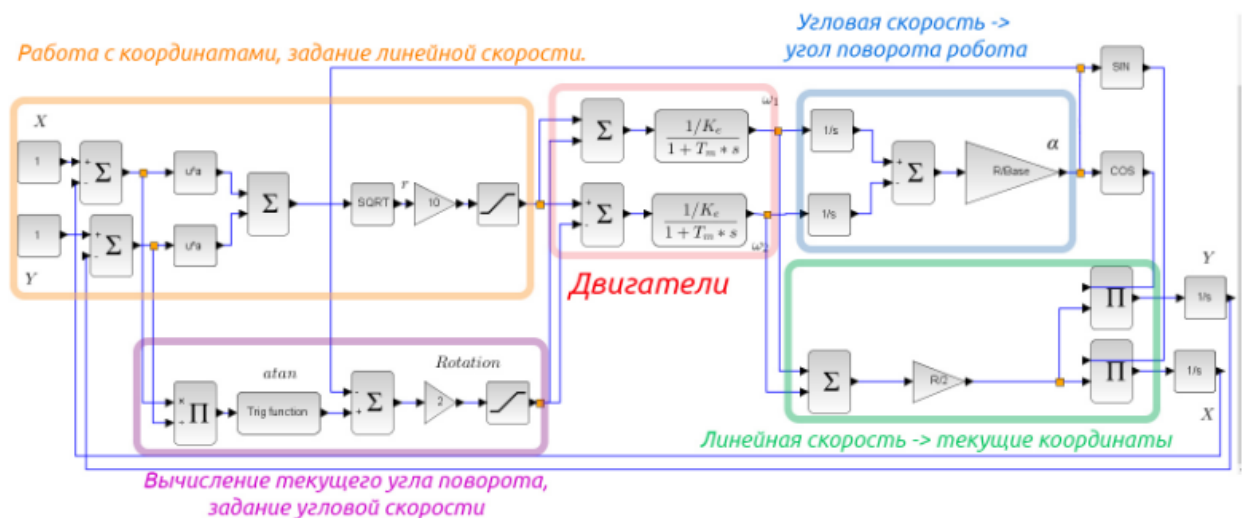 Угловая скорость ->
угол поворота робота
Работа с координатами, задание линейной скорости.
SIN
X
1
+
-
Σ
u^a
Σ
SQRT
r
10
Y
1
+
-
Σ
u^a
Σ
1/Kₑ
1 + Tₘ * s
ω₁
+
-
Σ
1/Kₑ
1 + Tₘ * s
ω₂
1/s
1/s
+
-
Σ
R/Base
α
COS
Двигатели
Rotation
atan
×
÷
Π
Trig function
-
+
Σ
2
Σ
R/2
Π
Π
Y
1/s
1/s
X
Линейная скорость -> текущие координаты
Вычисление текущего угла поворота,
задание угловой скорости